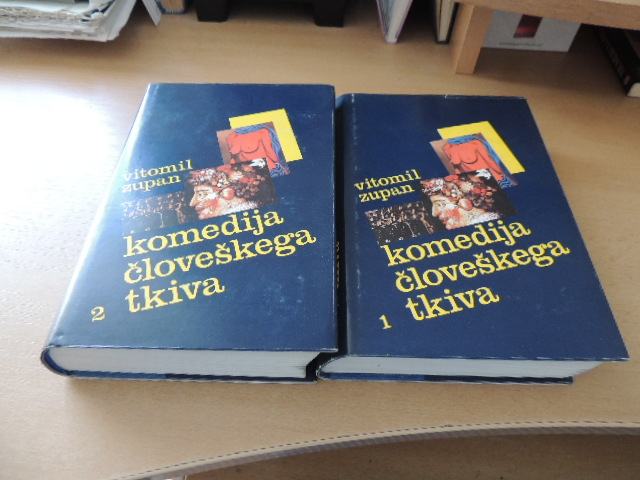 vitomil
zupan
komedija
človeškega
tkiva
2
vitomil
zupan
komedija
človeškega
tkiva
1